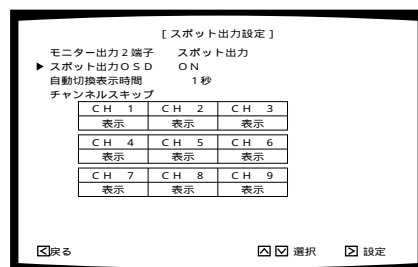 [スポット出力設定]
モニター出力2端子 スポット出力
▶ スポット出力OSD ON
自動切換表示時間 1秒
チャンネルスキップ
CH 1 CH 2 CH 3
表示 表示 表示
CH 4 CH 5 CH 6
表示 表示 表示
CH 7 CH 8 CH 9
表示 表示 表示
戻る 選択 設定